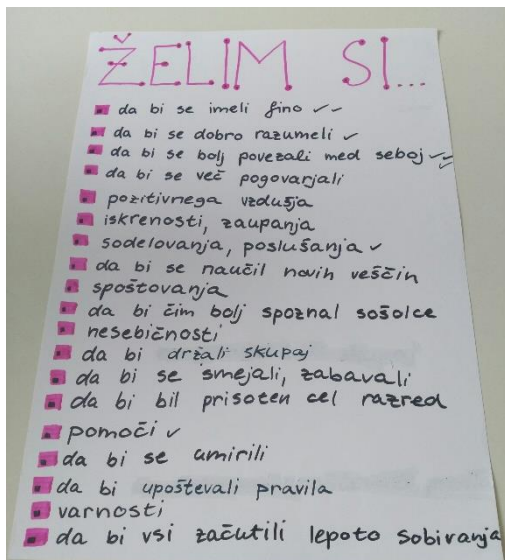 ŽELIM SI...
▪ da bi se imeli fino ✓✓
▪ da bi se dobro razumeli ✓
▪ da bi se bolj povezali med seboj ✓✓
▪ da bi se več pogovarjali
▪ pozitivnega vzdušja
▪ iskrenosti, zaupanja
▪ sodelovanja, poslušanja ✓
▪ da bi se naučil novih veščin
▪ spoštovanja
▪ da bi čim bolj spoznal sošolce
▪ nesebičnosti
▪ da bi držali skupaj
▪ da bi se smejali, zabavali
▪ da bi bil prisoten cel razred
▪ pomoči ✓
▪ da bi se umirili
▪ da bi upoštevali pravila
▪ varnosti
▪ da bi vsi začutili lepoto sobivanja